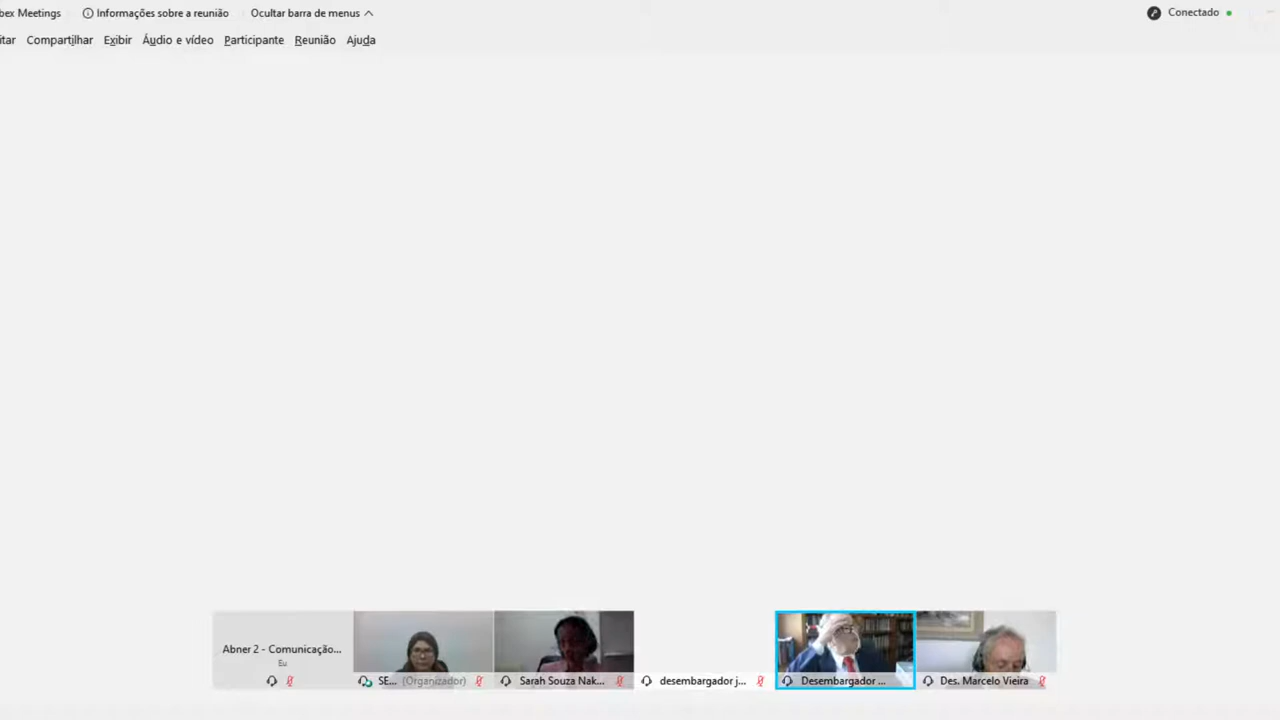 bex Meetings Informações sobre a reunião Ocultar barra de menus Conectado
itar Compartilhar Exibir Áudio e vídeo Participante Reunião Ajuda
Abner 2 - Comunicação...
Eu
SE... (Organizador) Sarah Souza Nak... desembargador j... Desembargador ... Des. Marcelo Vieira